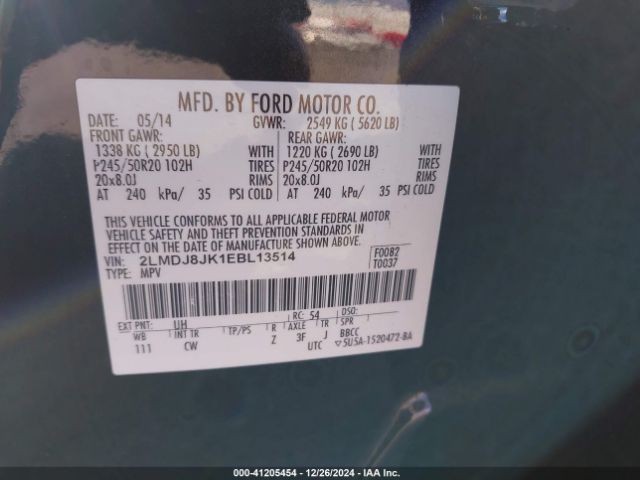 MFD. BY FORD MOTOR CO.
DATE: 05/14 GVWR: 2549 KG ( 5620 LB)
FRONT GAWR: REAR GAWR:
1338 KG ( 2950 LB) WITH 1220 KG ( 2690 LB) WITH
P245/50R20 102H TIRES P245/50R20 102H TIRES
20x8.0J RIMS 20x8.0J RIMS
AT 240 kPa/ 35 PSI COLD AT 240 kPa/ 35 PSI COLD
THIS VEHICLE CONFORMS TO ALL APPLICABLE FEDERAL MOTOR
VEHICLE SAFETY AND THEFT PREVENTION STANDARDS IN
EFFECT ON THE DATE OF MANUFACTURE SHOWN ABOVE.
VIN: 2LMDJ8JK1EBL13514 F0082
TYPE: MPV T0037
EXT PNT: UH RC: 54 DSO:
WB INT TR TP/PS R AXLE TR SPR
111 CW Z 3F J BBCC
UTC ▽5U5A-1520472-BA
000-41205454 - 12/26/2024 - IAA Inc.